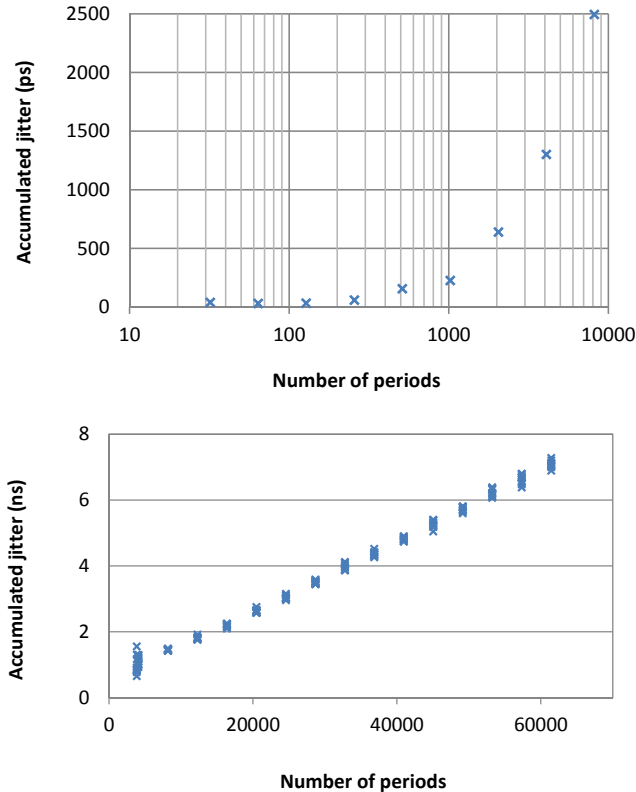 2500
2000
1500
1000
500
0
10 100 1000 10000
Accumulated jitter (ps)
Number of periods
8
6
4
2
0
0 20000 40000 60000
Accumulated jitter (ns)
Number of periods